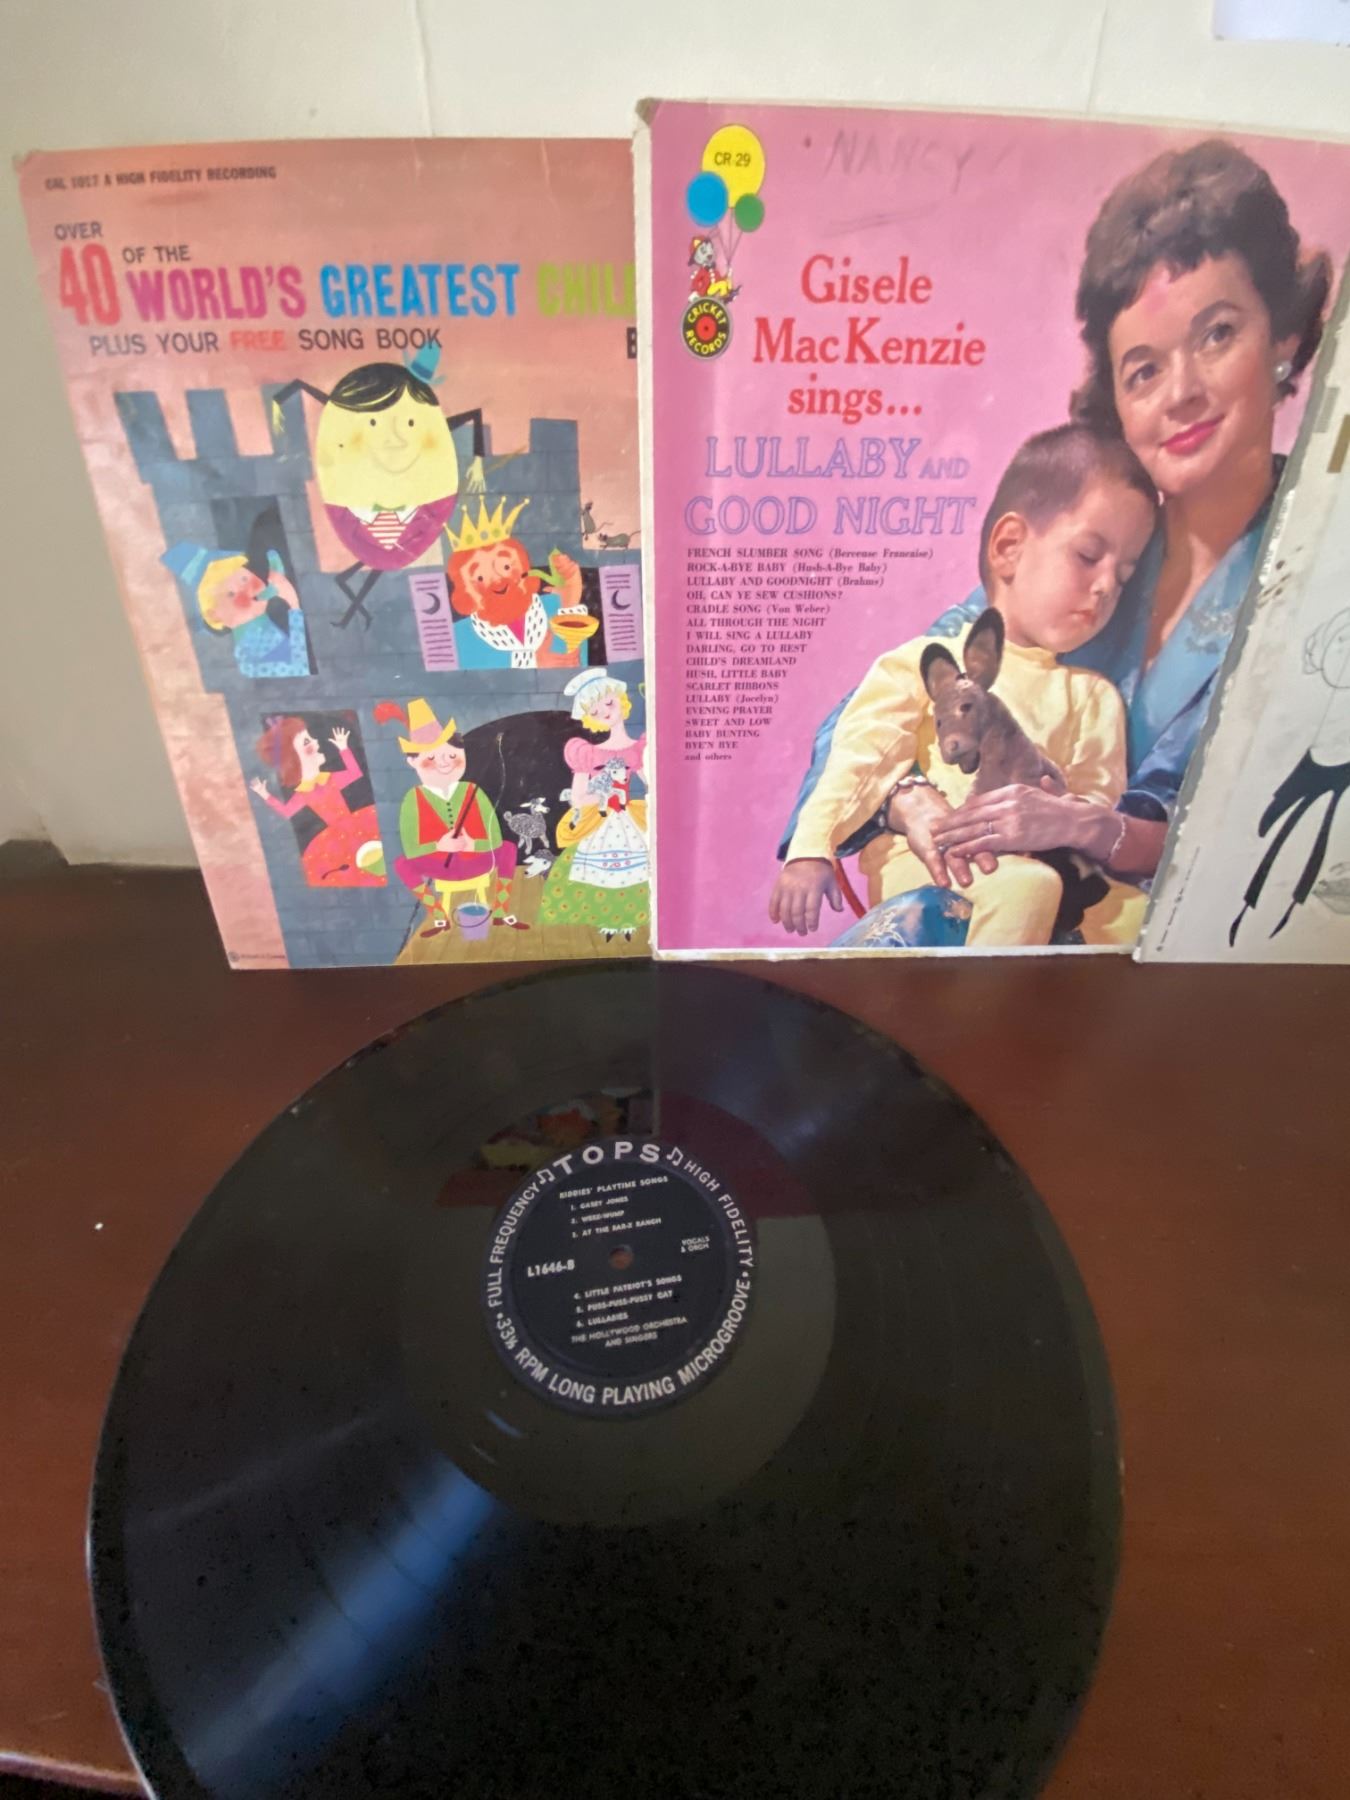 CAL 1017 A HIGH FIDELITY RECORDING
OVER
40 OF THE
WORLD'S GREATEST CHIL
PLUS YOUR FREE SONG BOOK
CR-29
NANCY
CRICKET RECORDS
Gisele
MacKenzie
sings...
LULLABY AND
GOOD NIGHT
FRENCH SLUMBER SONG (Berceuse Francaise)
ROCK-A-BYE BABY (Hush-A-Bye Baby)
LULLABY AND GOODNIGHT (Brahms)
OH, CAN YE SEW CUSHIONS?
CRADLE SONG (Von Weber)
ALL THROUGH THE NIGHT
I WILL SING A LULLABY
DARLING, GO TO REST
CHILD'S DREAMLAND
HUSH, LITTLE BABY
SCARLET RIBBONS
LULLABY (Jocelyn)
EVENING PRAYER
SWEET AND LOW
BABY BUNTING
BYE'N BYE
and others
TOPS
HIGH FIDELITY
FULL FREQUENCY
33⅓ RPM LONG PLAYING MICROGROOVE
KIDDIES' PLAYTIME SONGS
1. CASEY JONES
2. WEEE-WUMP
3. AT THE BAR-X RANCH
VOCALS
& ORCH
L1646-B
4. LITTLE PATRIOT'S SONGS
5. PUSS-PUSS-PUSSY CAT
6. LULLABIES
THE HOLLYWOOD ORCHESTRA
AND SINGERS